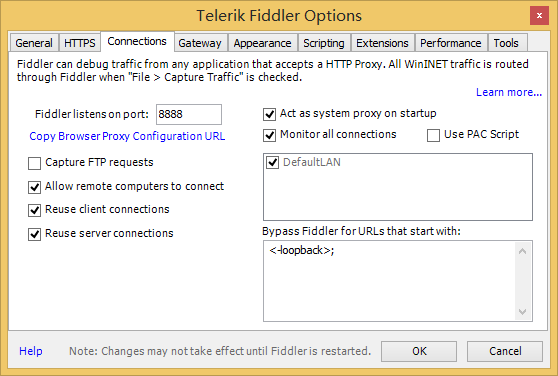 Telerik Fiddler Options
x
General HTTPS Connections Gateway Appearance Scripting Extensions Performance Tools
Fiddler can debug traffic from any application that accepts a HTTP Proxy. All WinINET traffic is routed
through Fiddler when "File > Capture Traffic" is checked.
Learn more...
Fiddler listens on port: 8888
Copy Browser Proxy Configuration URL
Capture FTP requests
Allow remote computers to connect
Reuse client connections
Reuse server connections
Act as system proxy on startup
Monitor all connections
Use PAC Script
DefaultLAN
Bypass Fiddler for URLs that start with:
<-loopback>;
Help
Note: Changes may not take effect until Fiddler is restarted.
OK
Cancel